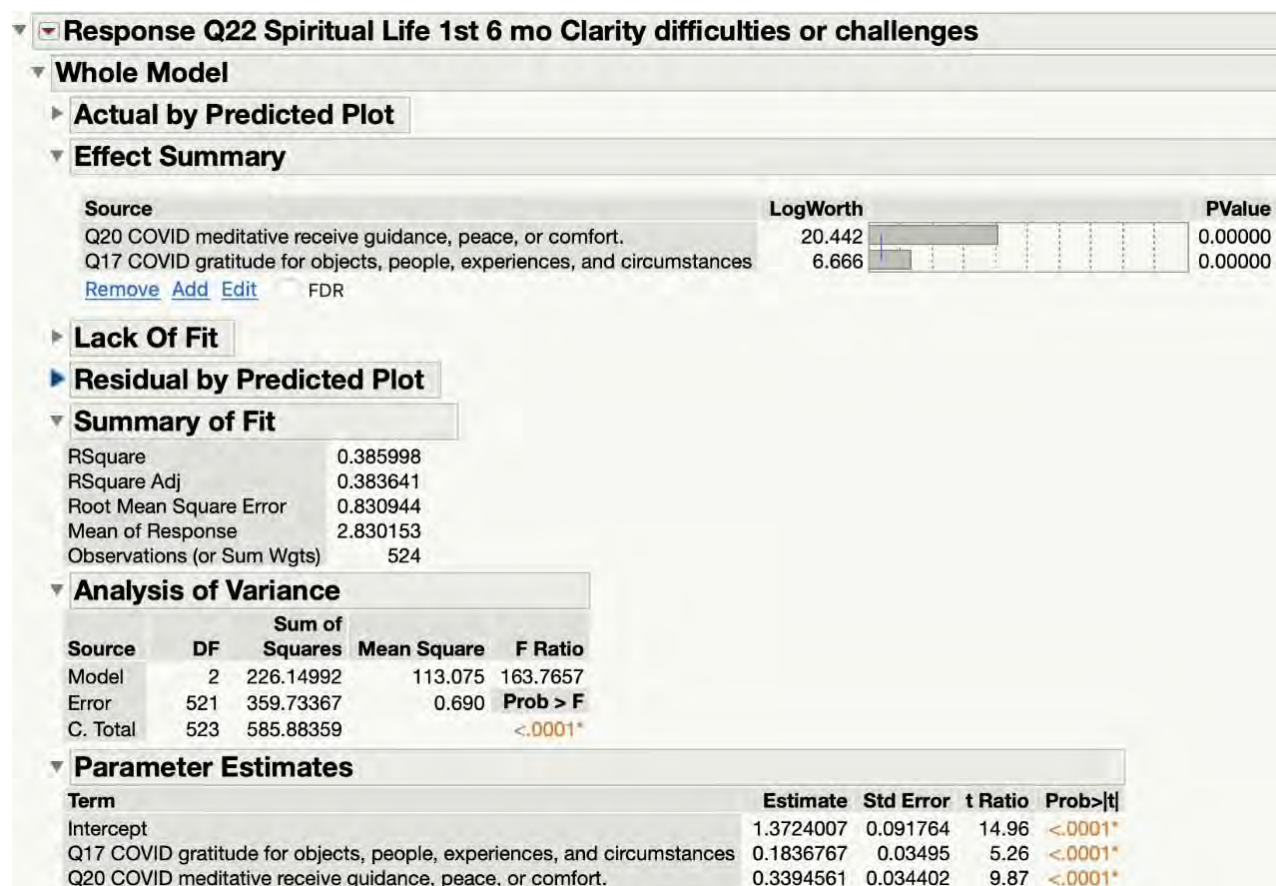 Response Q22 Spiritual Life 1st 6 mo Clarity difficulties or challenges
Whole Model
Actual by Predicted Plot
Effect Summary
Source LogWorth PValue
Q20 COVID meditative receive guidance, peace, or comfort. 20.442 0.00000
Q17 COVID gratitude for objects, people, experiences, and circumstances 6.666 0.00000
Remove Add Edit FDR
Lack Of Fit
Residual by Predicted Plot
Summary of Fit
RSquare 0.385998
RSquare Adj 0.383641
Root Mean Square Error 0.830944
Mean of Response 2.830153
Observations (or Sum Wgts) 524
Analysis of Variance
Sum of
Source DF Squares Mean Square F Ratio
Model 2 226.14992 113.075 163.7657
Error 521 359.73367 0.690 Prob > F
C. Total 523 585.88359 <.0001*
Parameter Estimates
Term Estimate Std Error t Ratio Prob>|t|
Intercept 1.3724007 0.091764 14.96 <.0001*
Q17 COVID gratitude for objects, people, experiences, and circumstances 0.1836767 0.03495 5.26 <.0001*
Q20 COVID meditative receive guidance, peace, or comfort. 0.3394561 0.034402 9.87 <.0001*